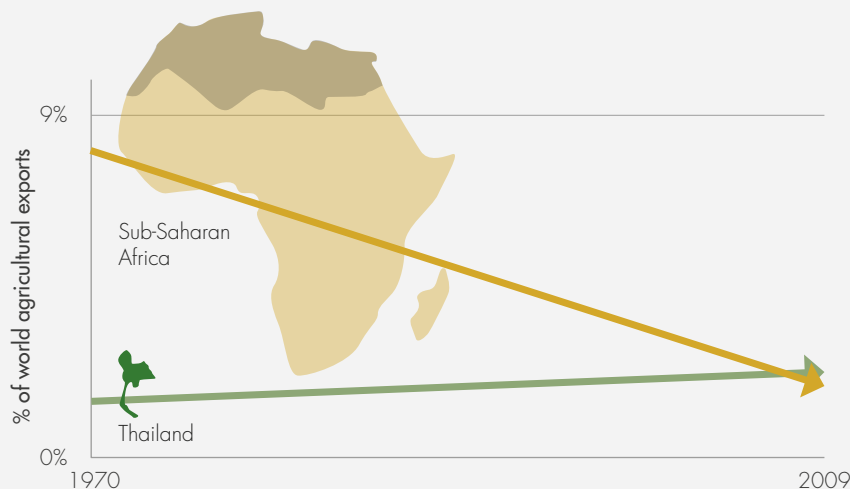 9%
% of world agricultural exports
Sub-Saharan
Africa
Thailand
0%
1970
2009